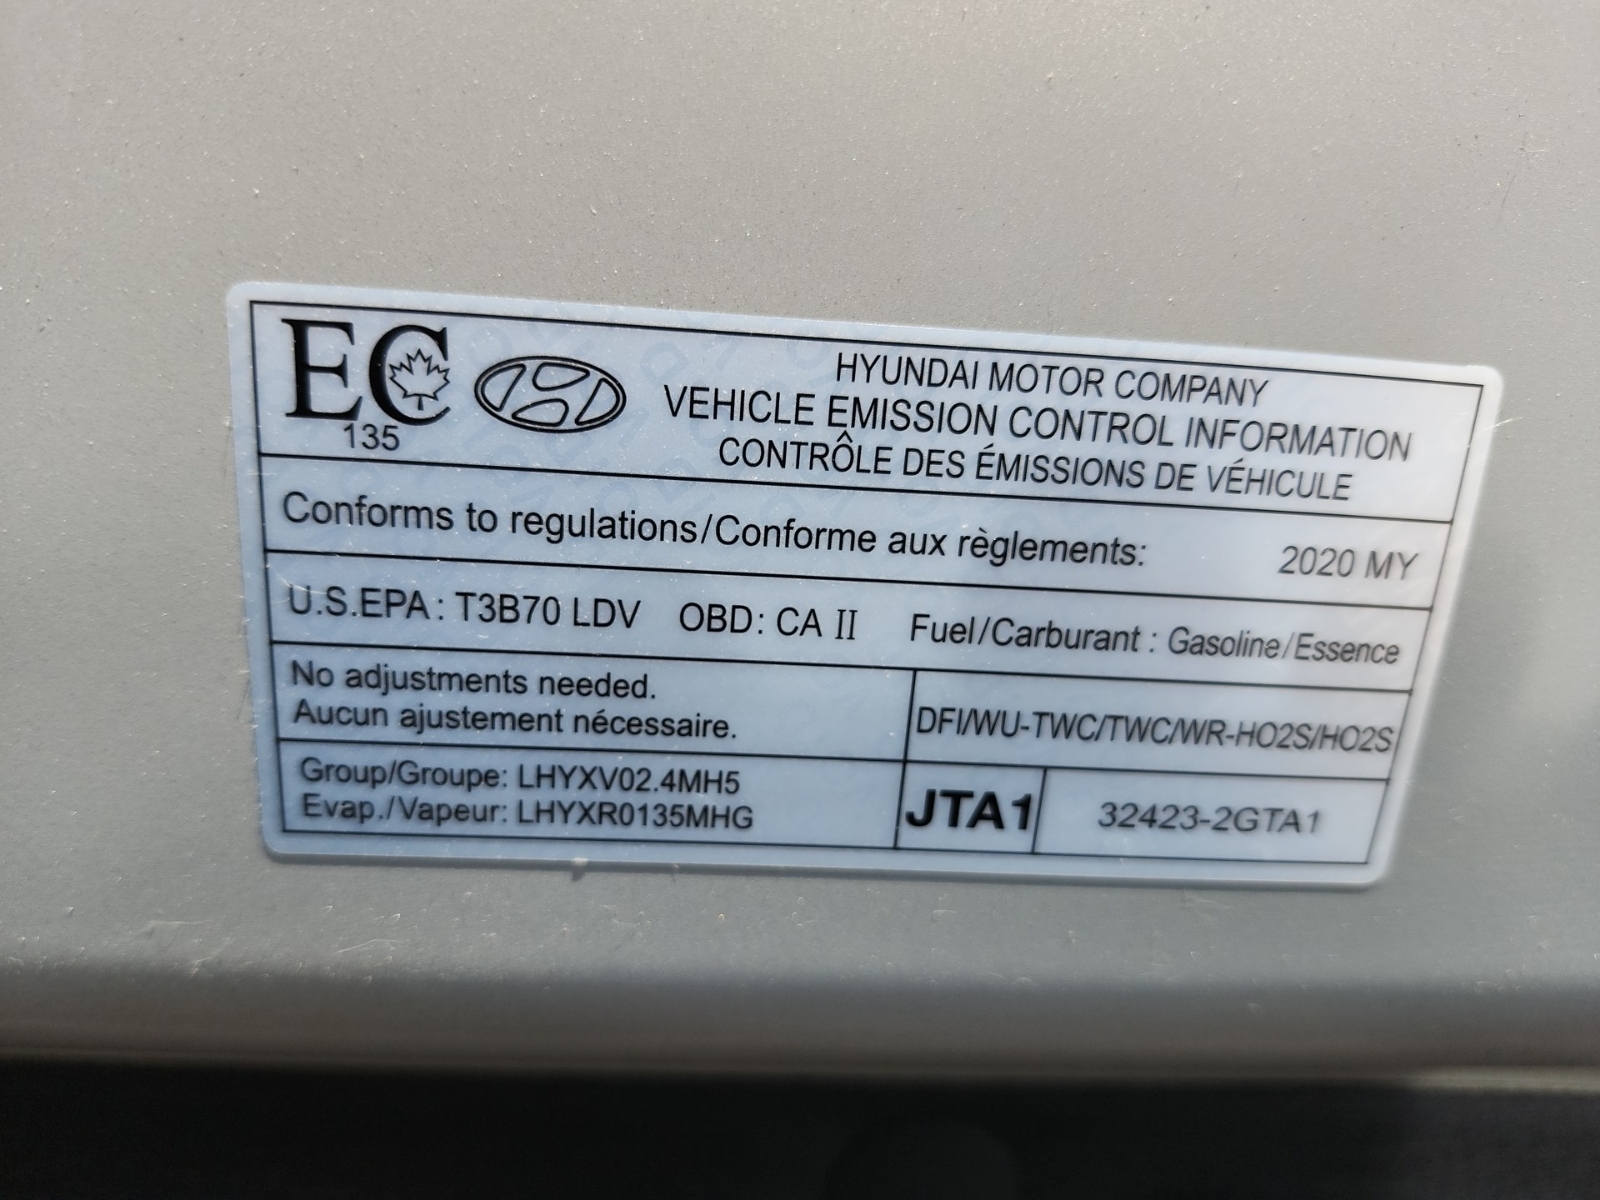 EC
135
HYUNDAI MOTOR COMPANY
VEHICLE EMISSION CONTROL INFORMATION
CONTRÔLE DES ÉMISSIONS DE VÉHICULE
Conforms to regulations/Conforme aux règlements: 2020 MY
U.S.EPA: T3B70 LDV OBD: CA II Fuel/Carburant : Gasoline/Essence
No adjustments needed.
Aucun ajustement nécessaire.
DFI/WU-TWC/TWC/WR-HO2S/HO2S
Group/Groupe: LHYXV02.4MH5
Evap./Vapeur: LHYXR0135MHG
JTA1
32423-2GTA1